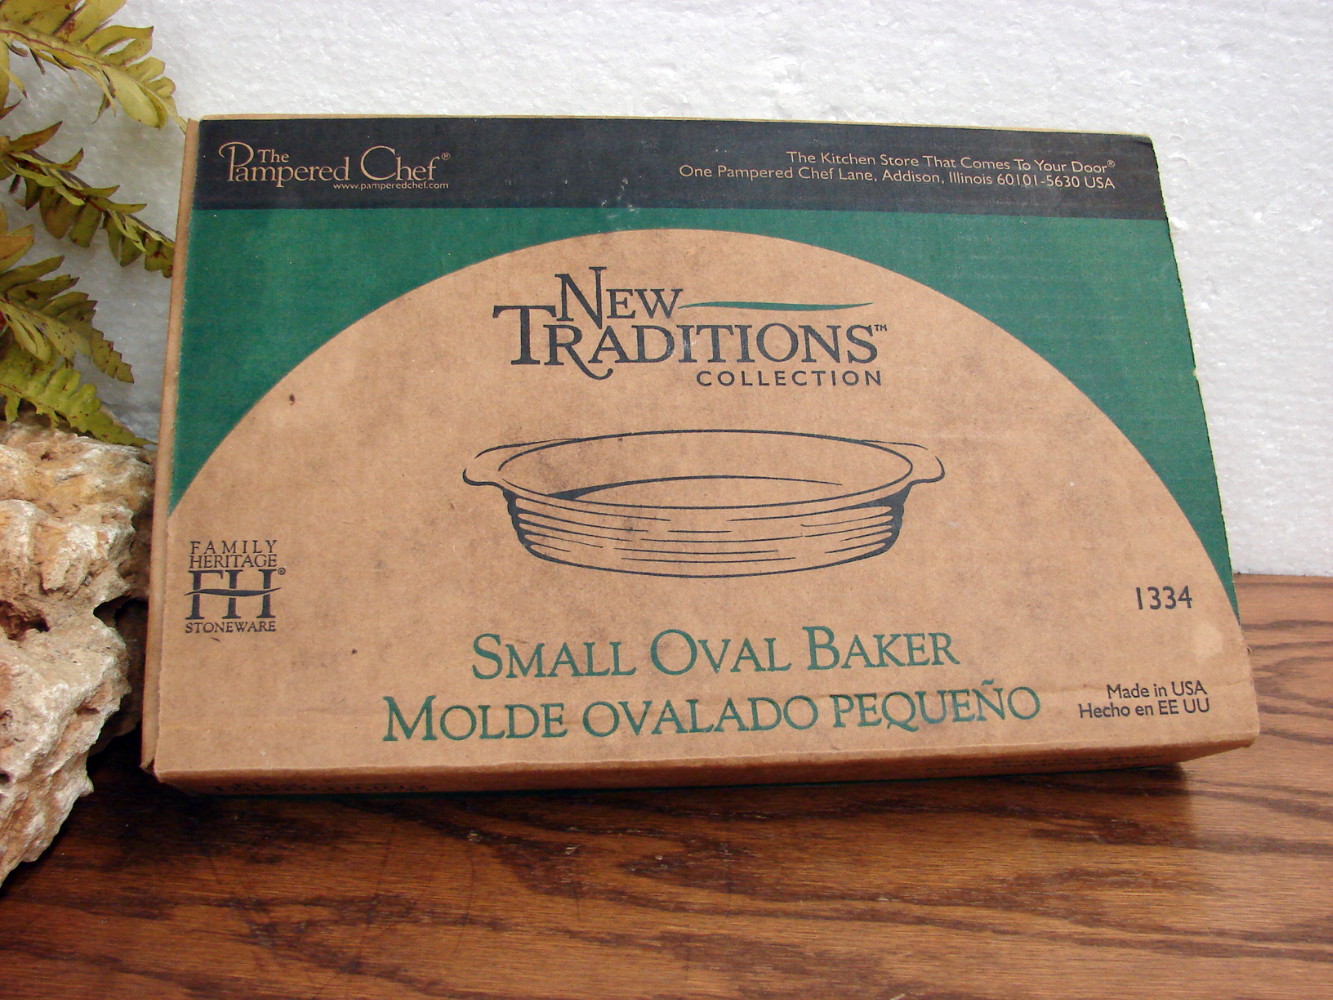 The
Pampered Chef®
www.pamperedchef.com
The Kitchen Store That Comes To Your Door®
One Pampered Chef Lane, Addison, Illinois 60101-5630 USA
NEW
TRADITIONS™
COLLECTION
FAMILY
HERITAGE
FH®
STONEWARE
1334
SMALL OVAL BAKER
MOLDE OVALADO PEQUEÑO
Made in USA
Hecho en EE UU